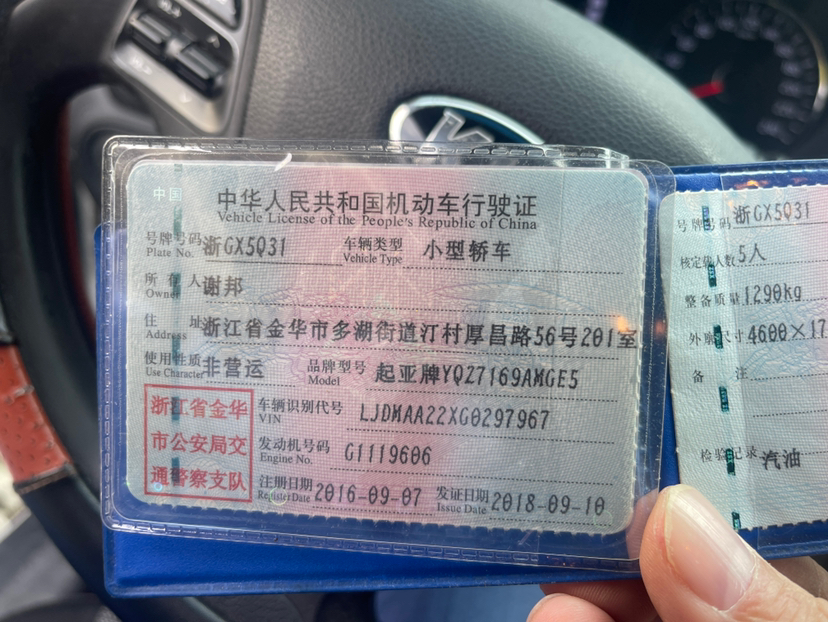 中国
中华人民共和国机动车行驶证
Vehicle License of the People's Republic of China
号牌号码 浙GX5Q31 车辆类型 小型轿车
Plate No. Vehicle Type
所有人 谢邦
Owner
住址 浙江省金华市多湖街道汀村厚昌路56号201室
Address
使用性质 非营运 品牌型号 起亚牌YQZ7169AMGE5
Use Character Model
浙江省金华
市公安局交
通警察支队
车辆识别代号 LJDMAA22XG0297967
VIN
发动机号码 G1119606
Engine No.
注册日期 2016-09-07 发证日期 2018-09-10
Register Date Issue Date
号牌号码 浙GX5Q31
核定载人数 5人
整备质量 1290kg
外廓尺寸 4600×17
备注
检验记录 汽油